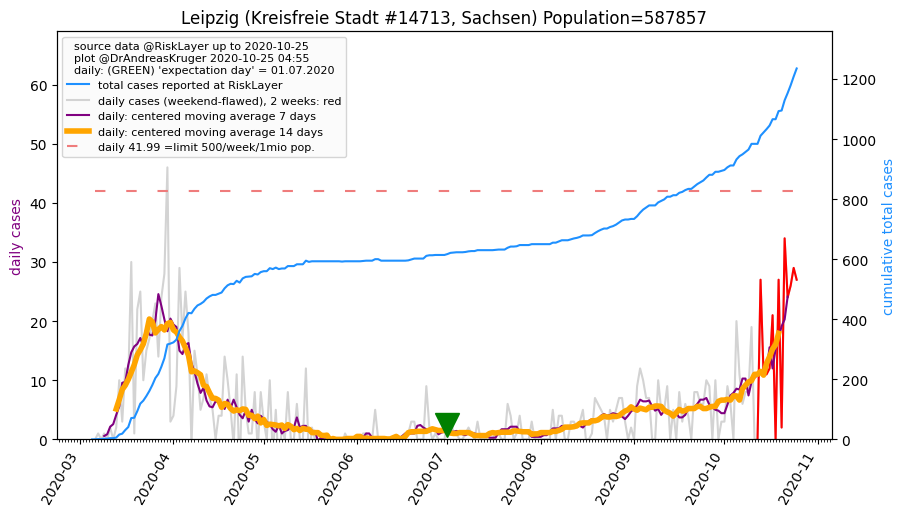 Leipzig (Kreisfreie Stadt #14713, Sachsen) Population=587857
source data @RiskLayer up to 2020-10-25
plot @DrAndreasKruger 2020-10-25 04:55
daily: (GREEN) 'expectation day' = 01.07.2020
total cases reported at RiskLayer
daily cases (weekend-flawed), 2 weeks: red
daily: centered moving average 7 days
daily: centered moving average 14 days
daily 41.99 =limit 500/week/1mio pop.
daily cases
60
50
40
30
20
10
0
1200
1000
800
600
400
200
0
cumulative total cases
2020-03
2020-04
2020-05
2020-06
2020-07
2020-08
2020-09
2020-10
2020-11